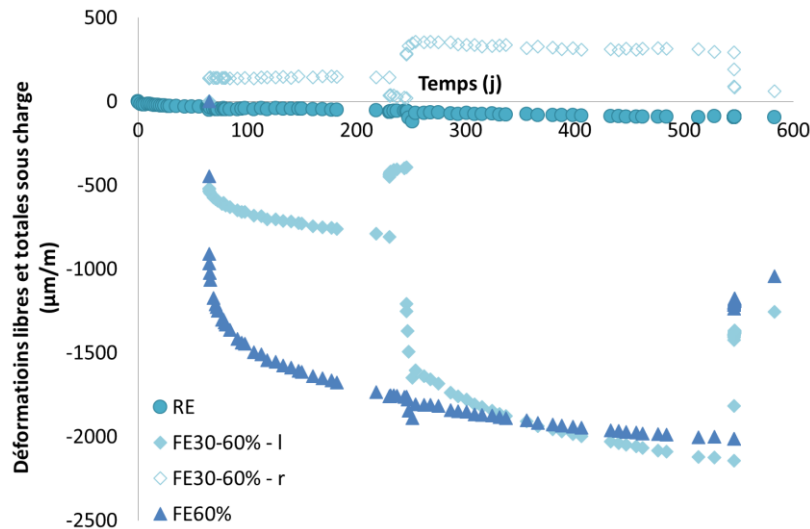 500
Temps (j)
0
0
100
200
300
400
500
600
-500
-1000
-1500
-2000
-2500
Déformatioins libres et totales sous charge
(µm/m)
RE
FE30-60% - l
FE30-60% - r
FE60%